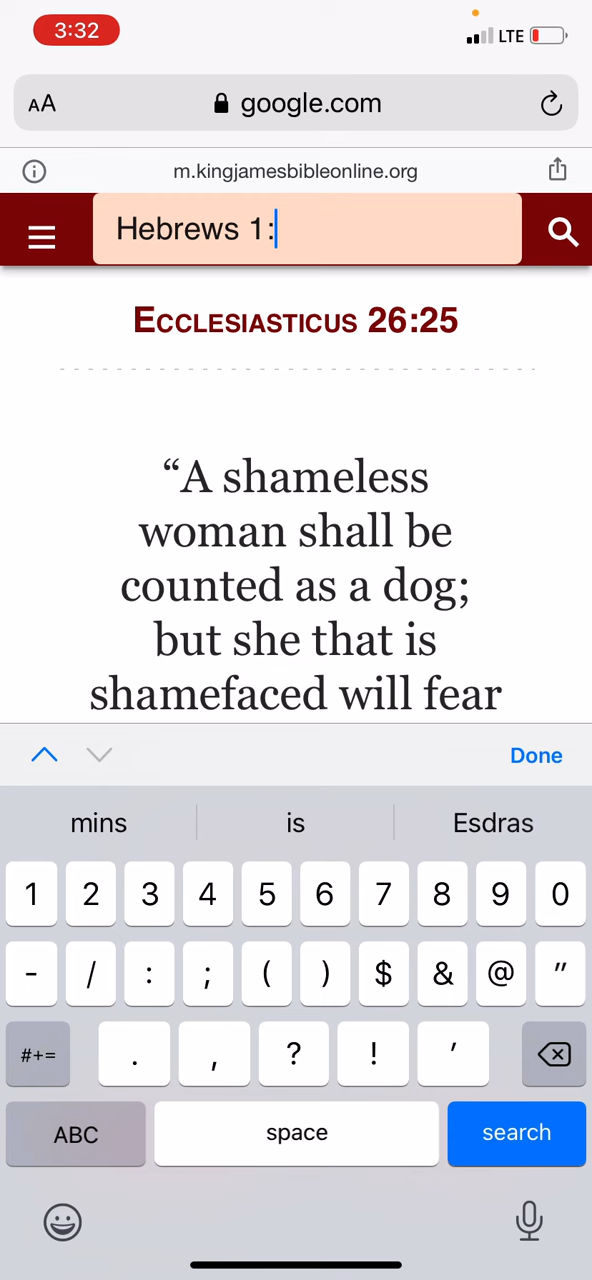 3:32
LTE
AA
google.com
m.kingjamesbibleonline.org
Hebrews 1:
Ecclesiasticus 26:25
“A shameless
woman shall be
counted as a dog;
but she that is
shamefaced will fear
Done
mins is Esdras
1 2 3 4 5 6 7 8 9 0
- / : ; ( ) $ & @ "
#+= . , ? ! ’
ABC space search